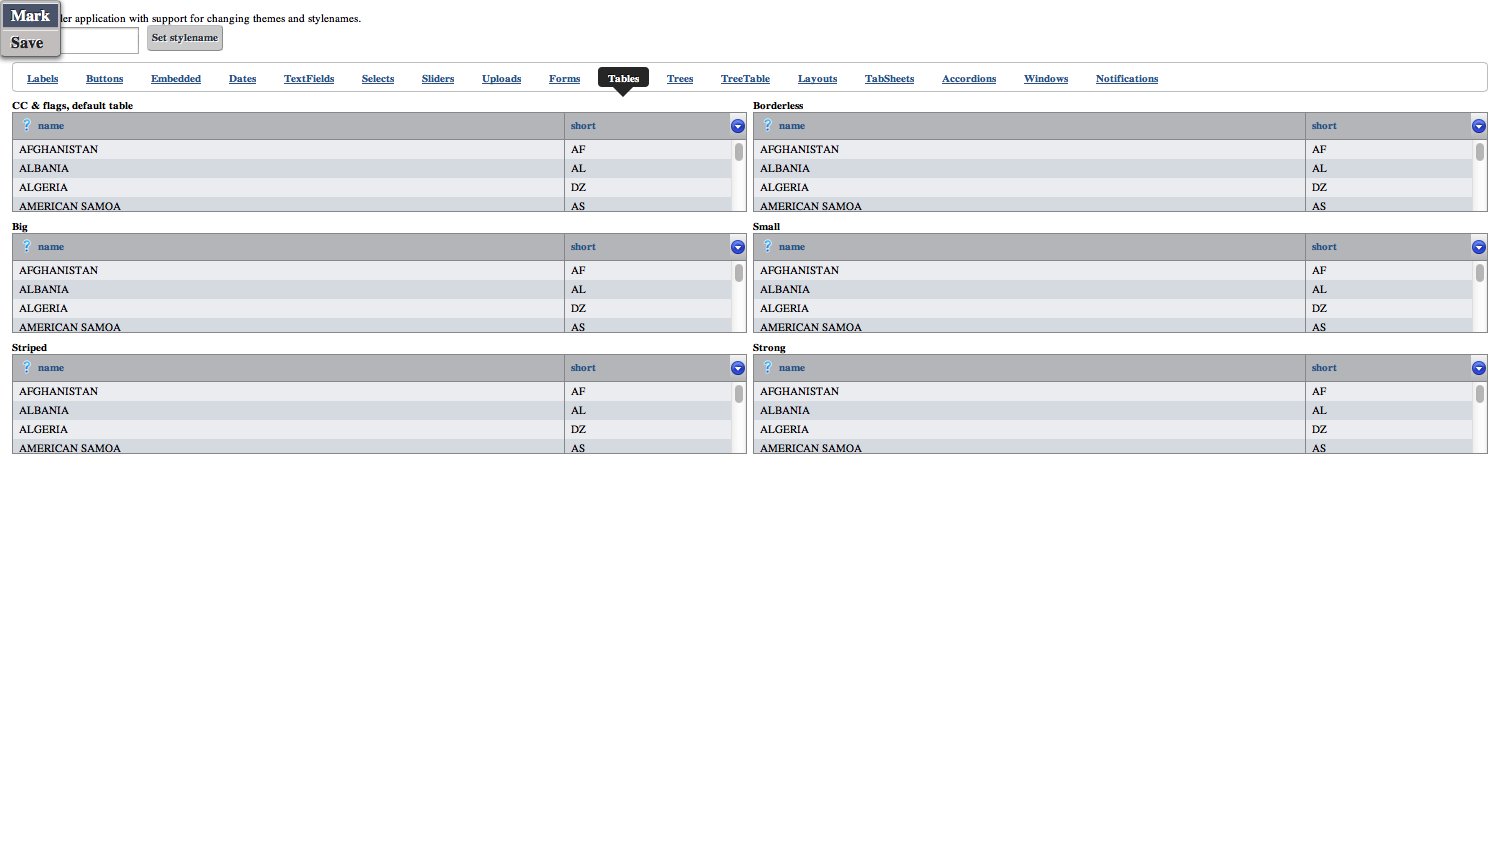 Mark
ler application with support for changing themes and stylenames.
Save
Set stylename
Labels Buttons Embedded Dates TextFields Selects Sliders Uploads Forms Tables Trees TreeTable Layouts TabSheets Accordions Windows Notifications
CC & flags, default table
? name short
AFGHANISTAN AF
ALBANIA AL
ALGERIA DZ
AMERICAN SAMOA AS
Borderless
? name short
AFGHANISTAN AF
ALBANIA AL
ALGERIA DZ
AMERICAN SAMOA AS
Big
? name short
AFGHANISTAN AF
ALBANIA AL
ALGERIA DZ
AMERICAN SAMOA AS
Small
? name short
AFGHANISTAN AF
ALBANIA AL
ALGERIA DZ
AMERICAN SAMOA AS
Striped
? name short
AFGHANISTAN AF
ALBANIA AL
ALGERIA DZ
AMERICAN SAMOA AS
Strong
? name short
AFGHANISTAN AF
ALBANIA AL
ALGERIA DZ
AMERICAN SAMOA AS